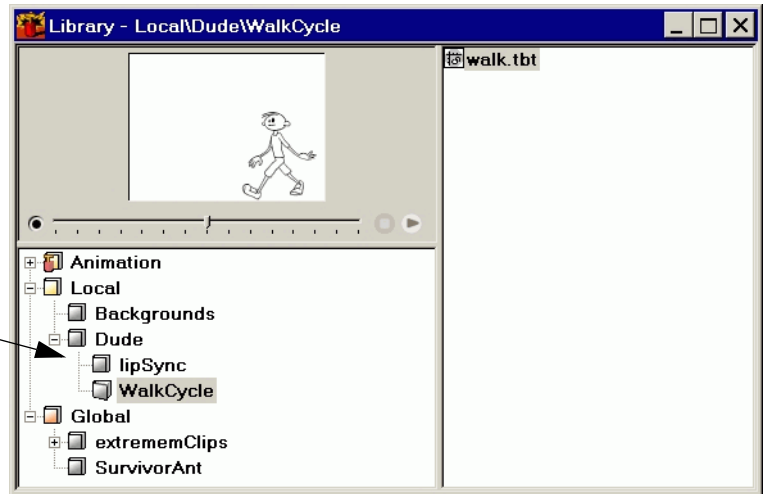 Library - Local\Dude\WalkCycle
walk.tbt
Animation
Local
Backgrounds
Dude
lipSync
WalkCycle
Global
extrememClips
SurvivorAnt